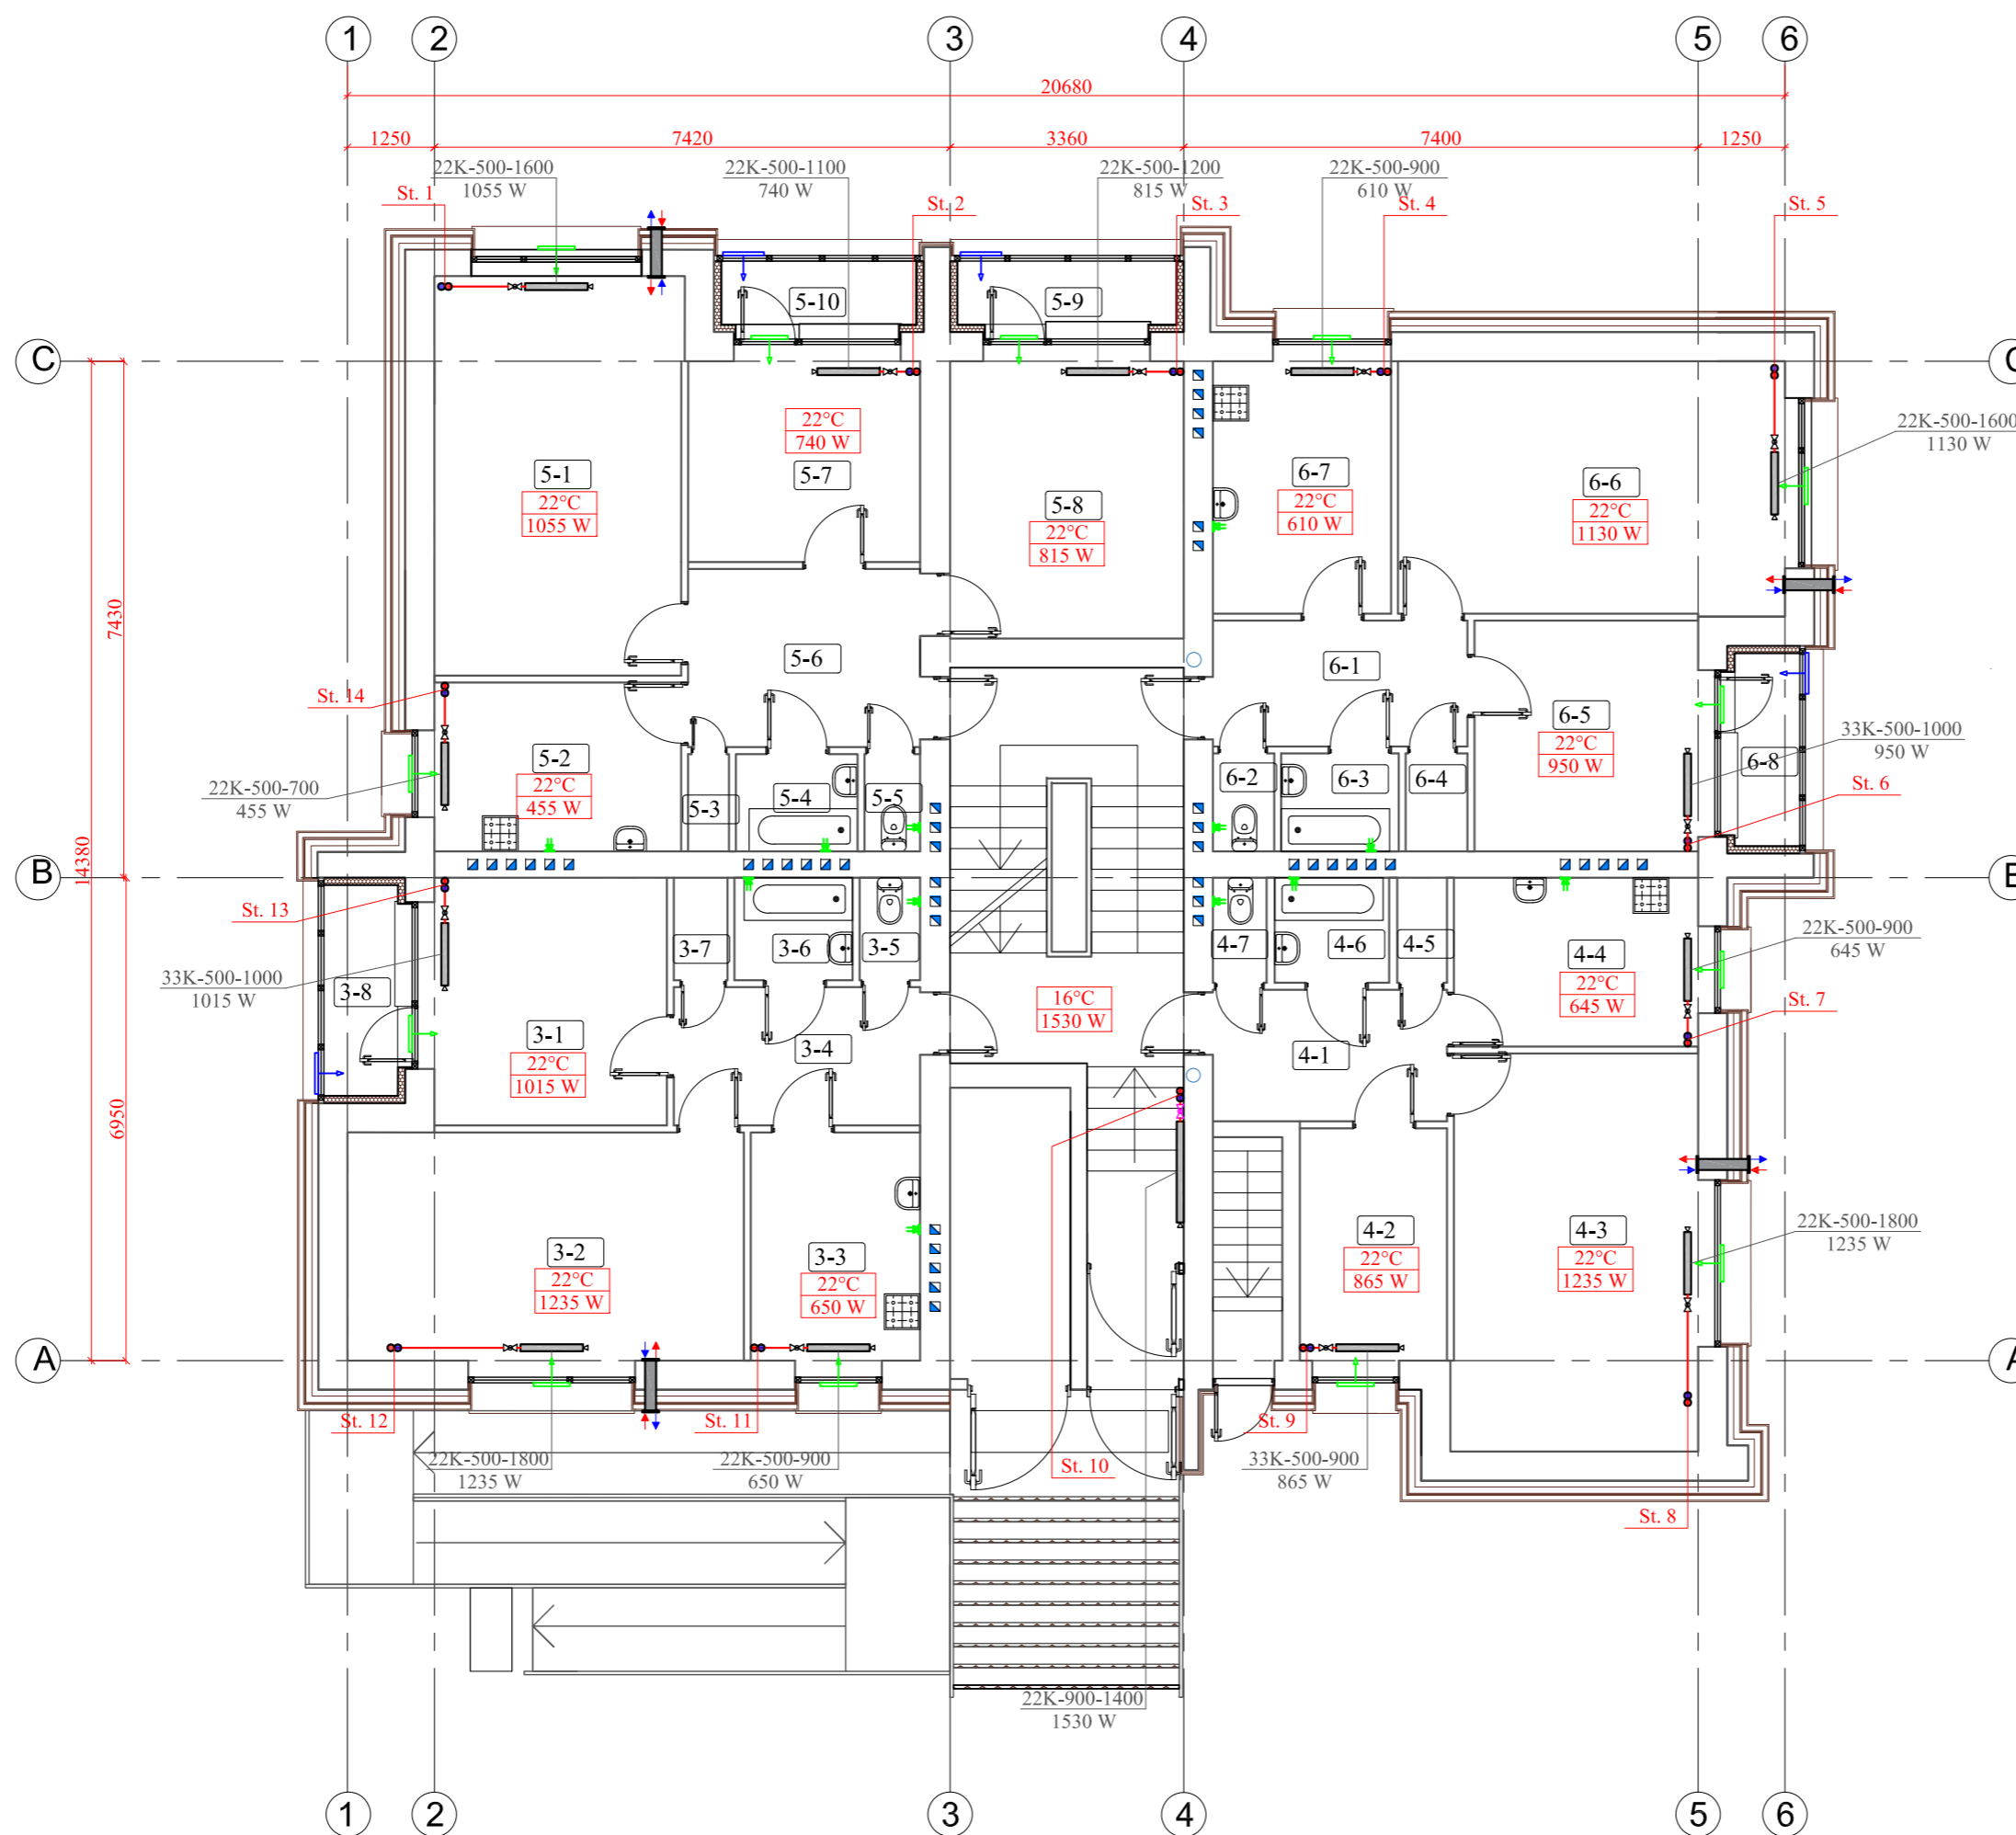 1
2
3
4
5
6
20680
1250
7420
3360
7400
1250
22K-500-1600
1055 W
22K-500-1100
740 W
22K-500-1200
815 W
22K-500-900
610 W
St. 1
St. 2
St. 3
St. 4
St. 5
5-10
5-9
C
C
22K-500-1600
1130 W
22°C
740 W
5-7
5-1
22°C
1055 W
5-8
22°C
815 W
6-7
22°C
610 W
6-6
22°C
1130 W
7430
14380
6950
5-6
6-1
St. 14
5-2
22°C
455 W
22K-500-700
455 W
5-3
5-4
5-5
6-2
6-3
6-4
6-5
22°C
950 W
6-8
33K-500-1000
950 W
St. 6
B
B
St. 13
3-8
33K-500-1000
1015 W
3-7
3-6
3-5
4-7
4-6
4-5
4-4
22°C
645 W
22K-500-900
645 W
St. 7
3-1
22°C
1015 W
3-4
16°C
1530 W
4-1
3-2
22°C
1235 W
3-3
22°C
650 W
4-2
22°C
865 W
4-3
22°C
1235 W
22K-500-1800
1235 W
A
A
St. 12
St. 11
St. 10
St. 9
St. 8
22K-500-1800
1235 W
22K-500-900
650 W
33K-500-900
865 W
22K-900-1400
1530 W
1
2
3
4
5
6